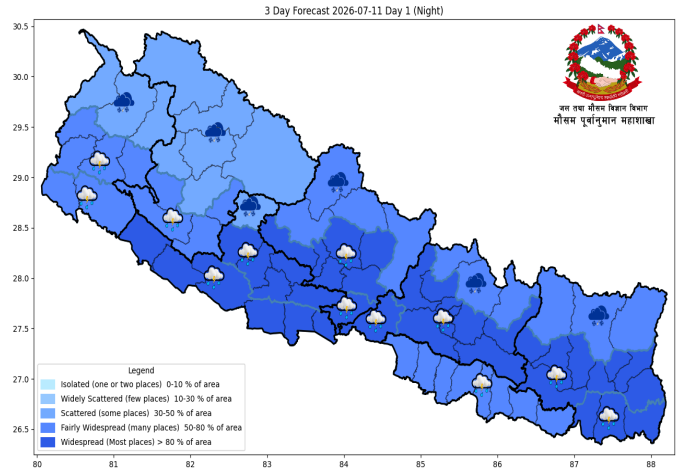 3 Day Forecast 2026-07-11 Day 1 (Night)
जल तथा मौसम विज्ञान विभाग
मौसम पूर्वानुमान महाशाखा
30.5
30.0
29.5
29.0
28.5
28.0
27.5
27.0
26.5
Legend
Isolated (one or two places) 0-10 % of area
Widely Scattered (few places) 10-30 % of area
Scattered (some places) 30-50 % of area
Fairly Widespread (many places) 50-80 % of area
Widespread (Most places) > 80 % of area
80 81 82 83 84 85 86 87 88